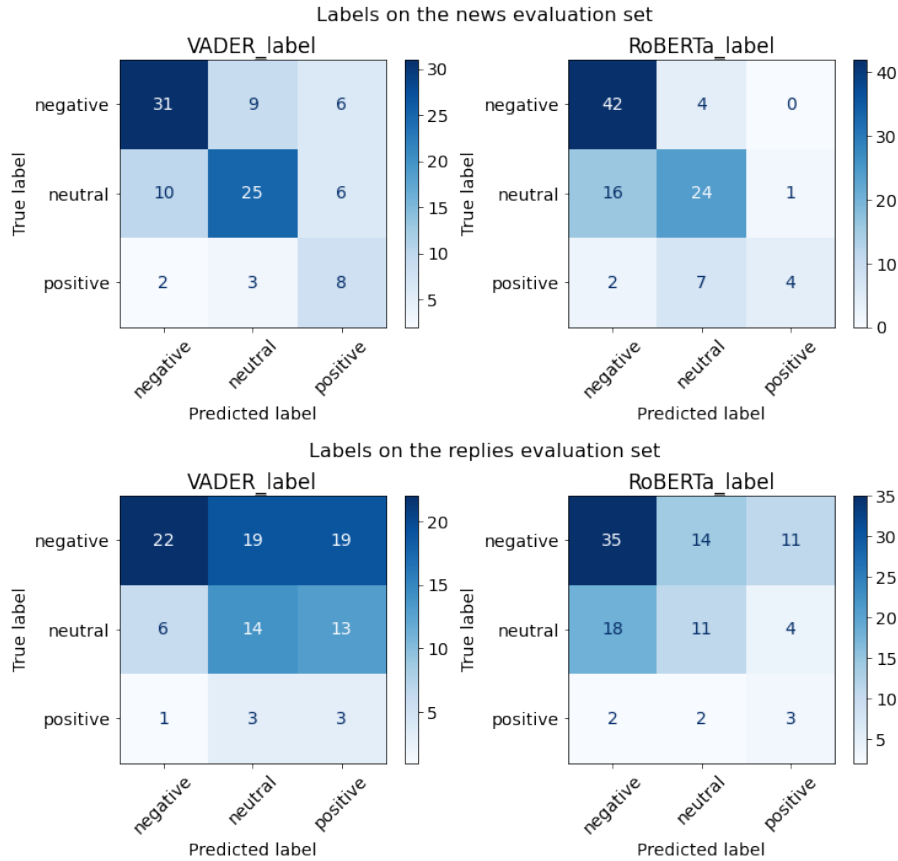 Labels on the news evaluation set
VADER_label
RoBERTa_label
True label
negative
neutral
positive
31 9 6
10 25 6
2 3 8
negative neutral positive
Predicted label
30
25
20
15
10
5
True label
negative
neutral
positive
42 4 0
16 24 1
2 7 4
negative neutral positive
Predicted label
40
30
20
10
0
Labels on the replies evaluation set
VADER_label
RoBERTa_label
True label
negative
neutral
positive
22 19 19
6 14 13
1 3 3
negative neutral positive
Predicted label
20
15
10
5
True label
negative
neutral
positive
35 14 11
18 11 4
2 2 3
negative neutral positive
Predicted label
35
30
25
20
15
10
5